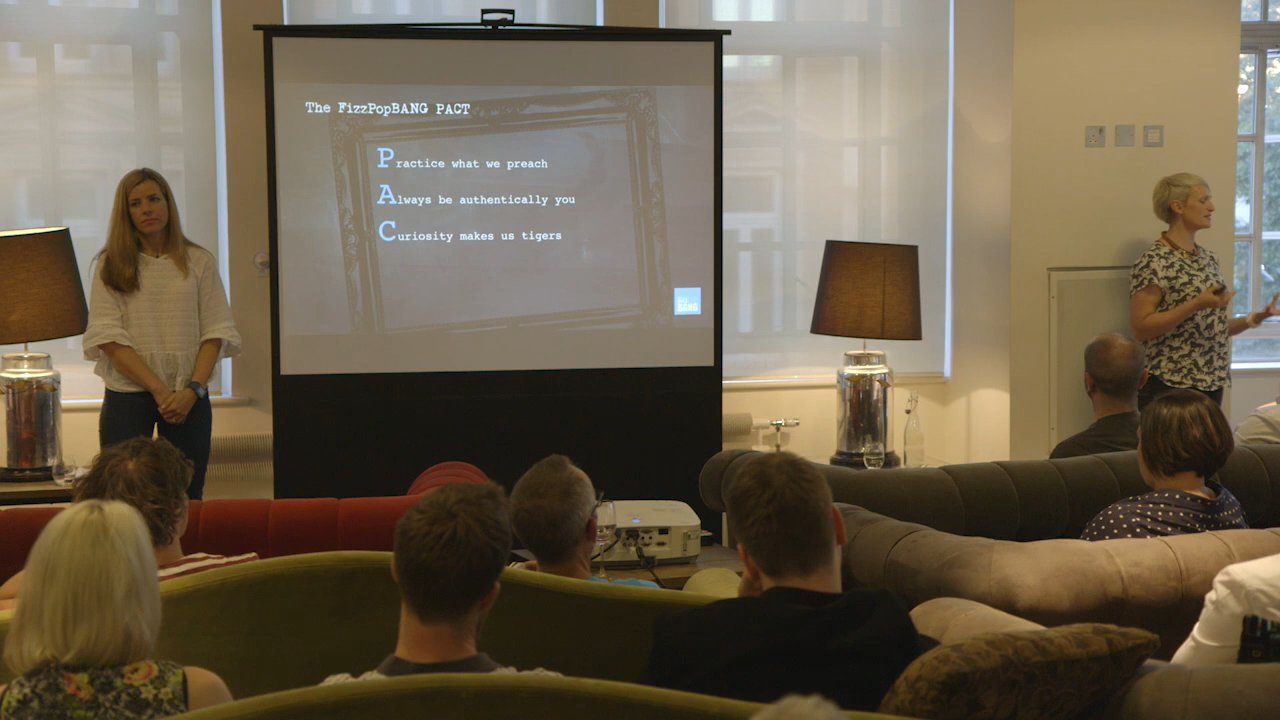 The FizzPopBANG PACT
Practice what we preach
Always be authentically you
Curiosity makes us tigers
BANG